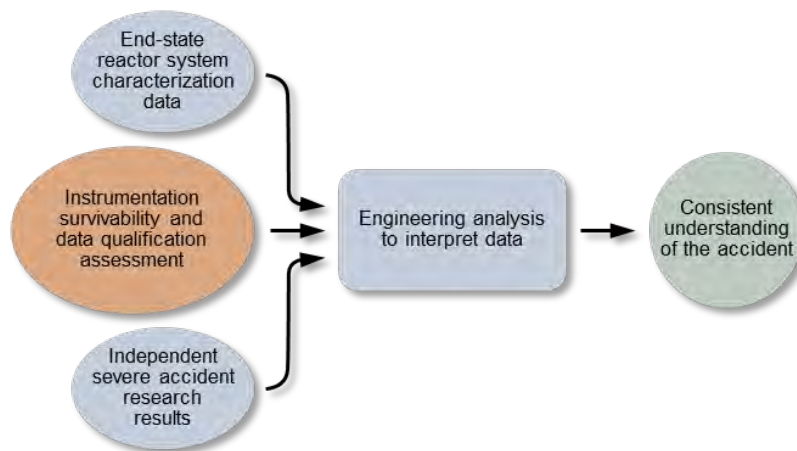 End-state
reactor system
characterization
data
Instrumentation
survivability and
data qualification
assessment
Independent
severe accident
research
results
Engineering analysis
to interpret data
Consistent
understanding
of the accident